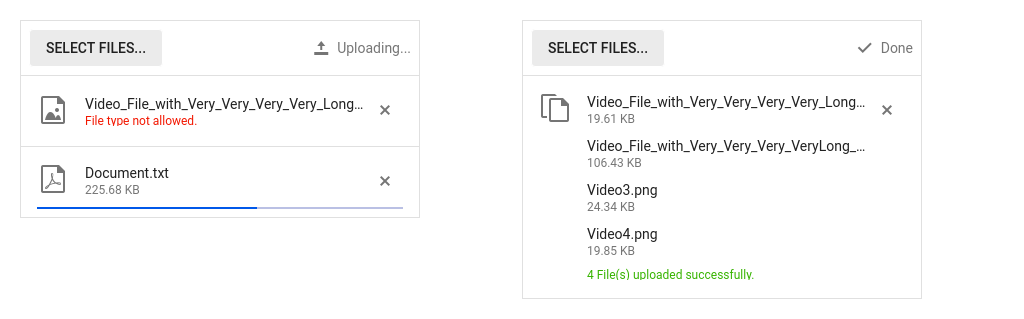 SELECT FILES...
Uploading...
Video_File_with_Very_Very_Very_Very_Long...
File type not allowed.
Document.txt
225.68 KB
SELECT FILES...
Done
Video_File_with_Very_Very_Very_Very_Long...
19.61 KB
Video_File_with_Very_Very_Very_VeryLong_...
106.43 KB
Video3.png
24.34 KB
Video4.png
19.85 KB
4 File(s) uploaded successfully.